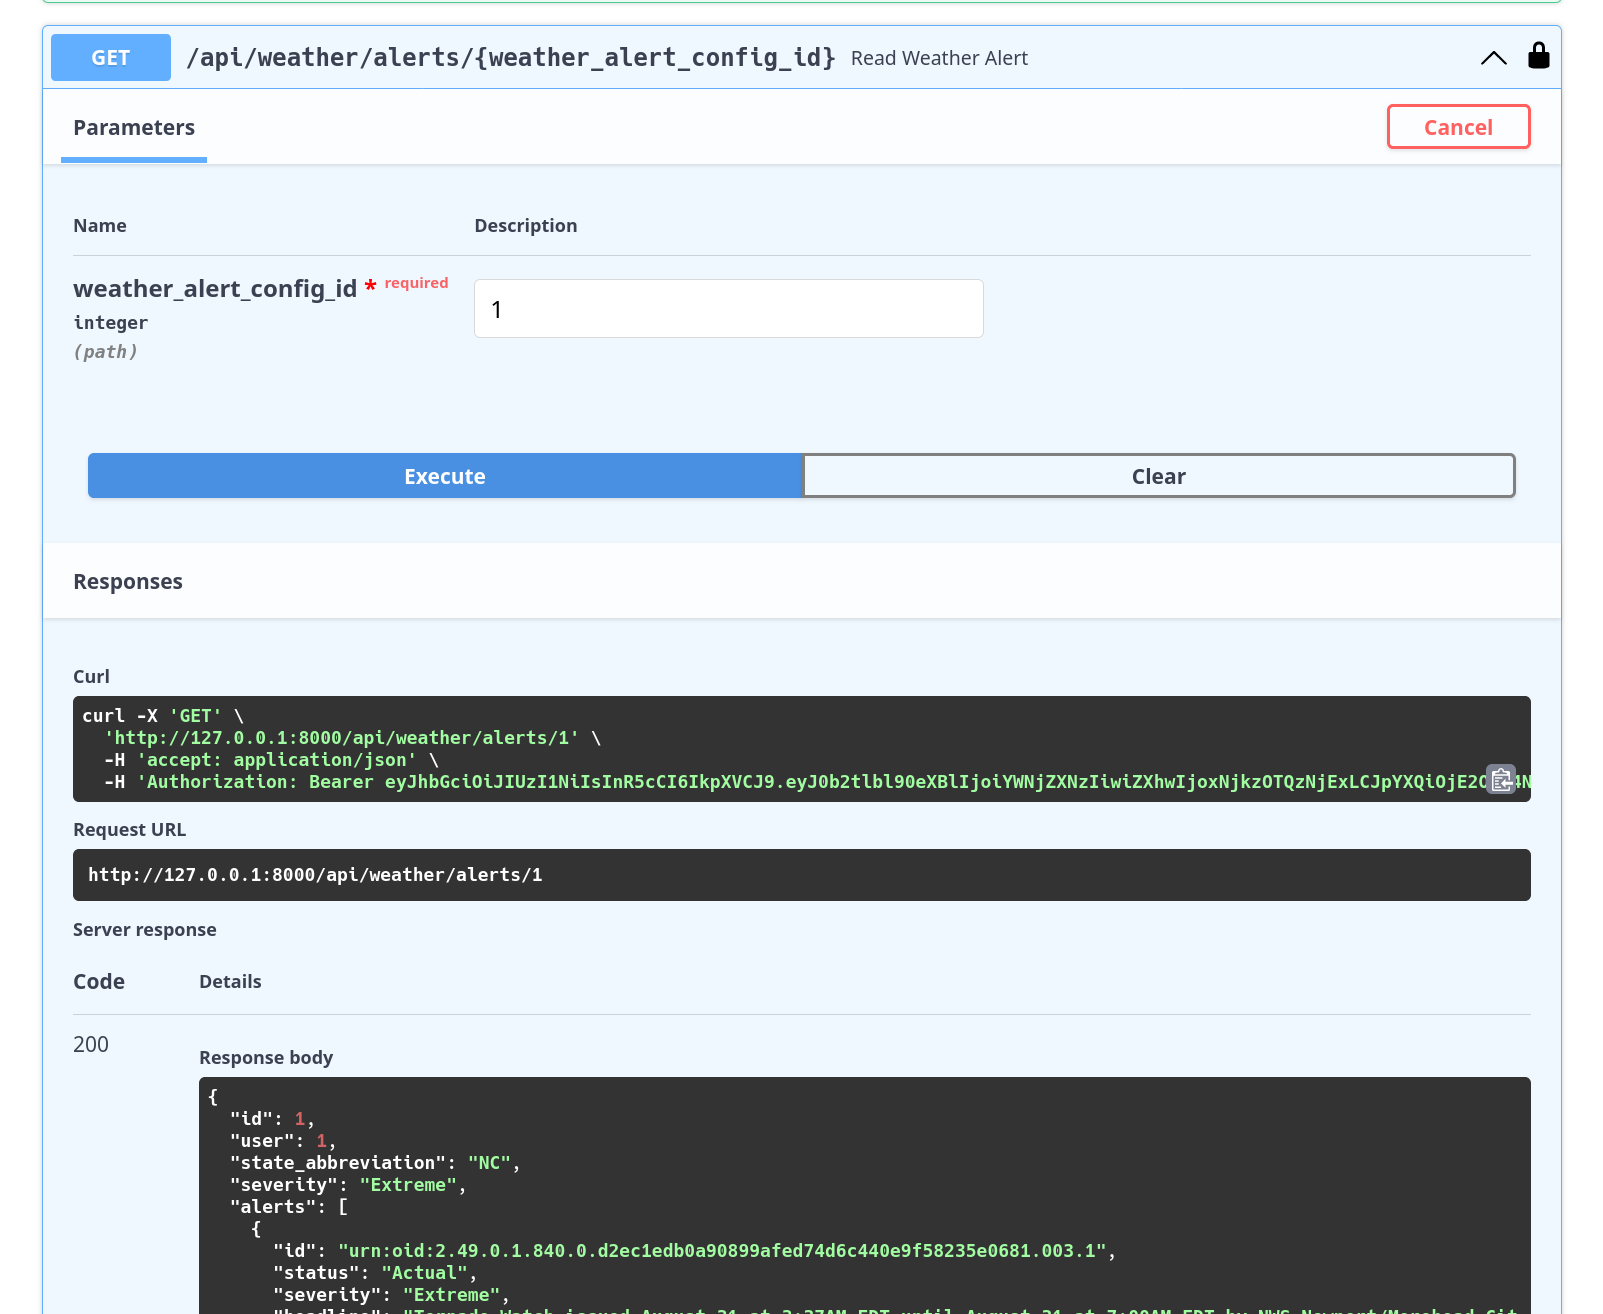 GET /api/weather/alerts/{weather_alert_config_id} Read Weather Alert
Parameters
Cancel
Name Description
weather_alert_config_id * required
integer
(path)
1
Execute Clear
Responses
Curl
curl -X 'GET' \
'http://127.0.0.1:8000/api/weather/alerts/1' \
-H 'accept: application/json' \
-H 'Authorization: Bearer
Request URL
http://127.0.0.1:8000/api/weather/alerts/1
Server response
Code Details
200
Response body
{
"id": 1,
"user": 1,
"state_abbreviation": "NC",
"severity": "Extreme",
"alerts": [
{
"id": "urn:oid:2.49.0.1.840.0.d2ec1edb0a90899afed74d6c440e9f58235e0681.003.1",
"status": "Actual",
"severity": "Extreme",